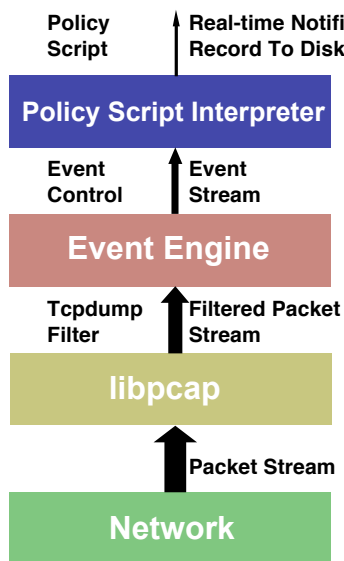 Policy
Script
Real-time Notifi
Record To Disk
Policy Script Interpreter
Event
Control
Event
Stream
Event Engine
Tcpdump
Filter
Filtered Packet
Stream
libpcap
Packet Stream
Network